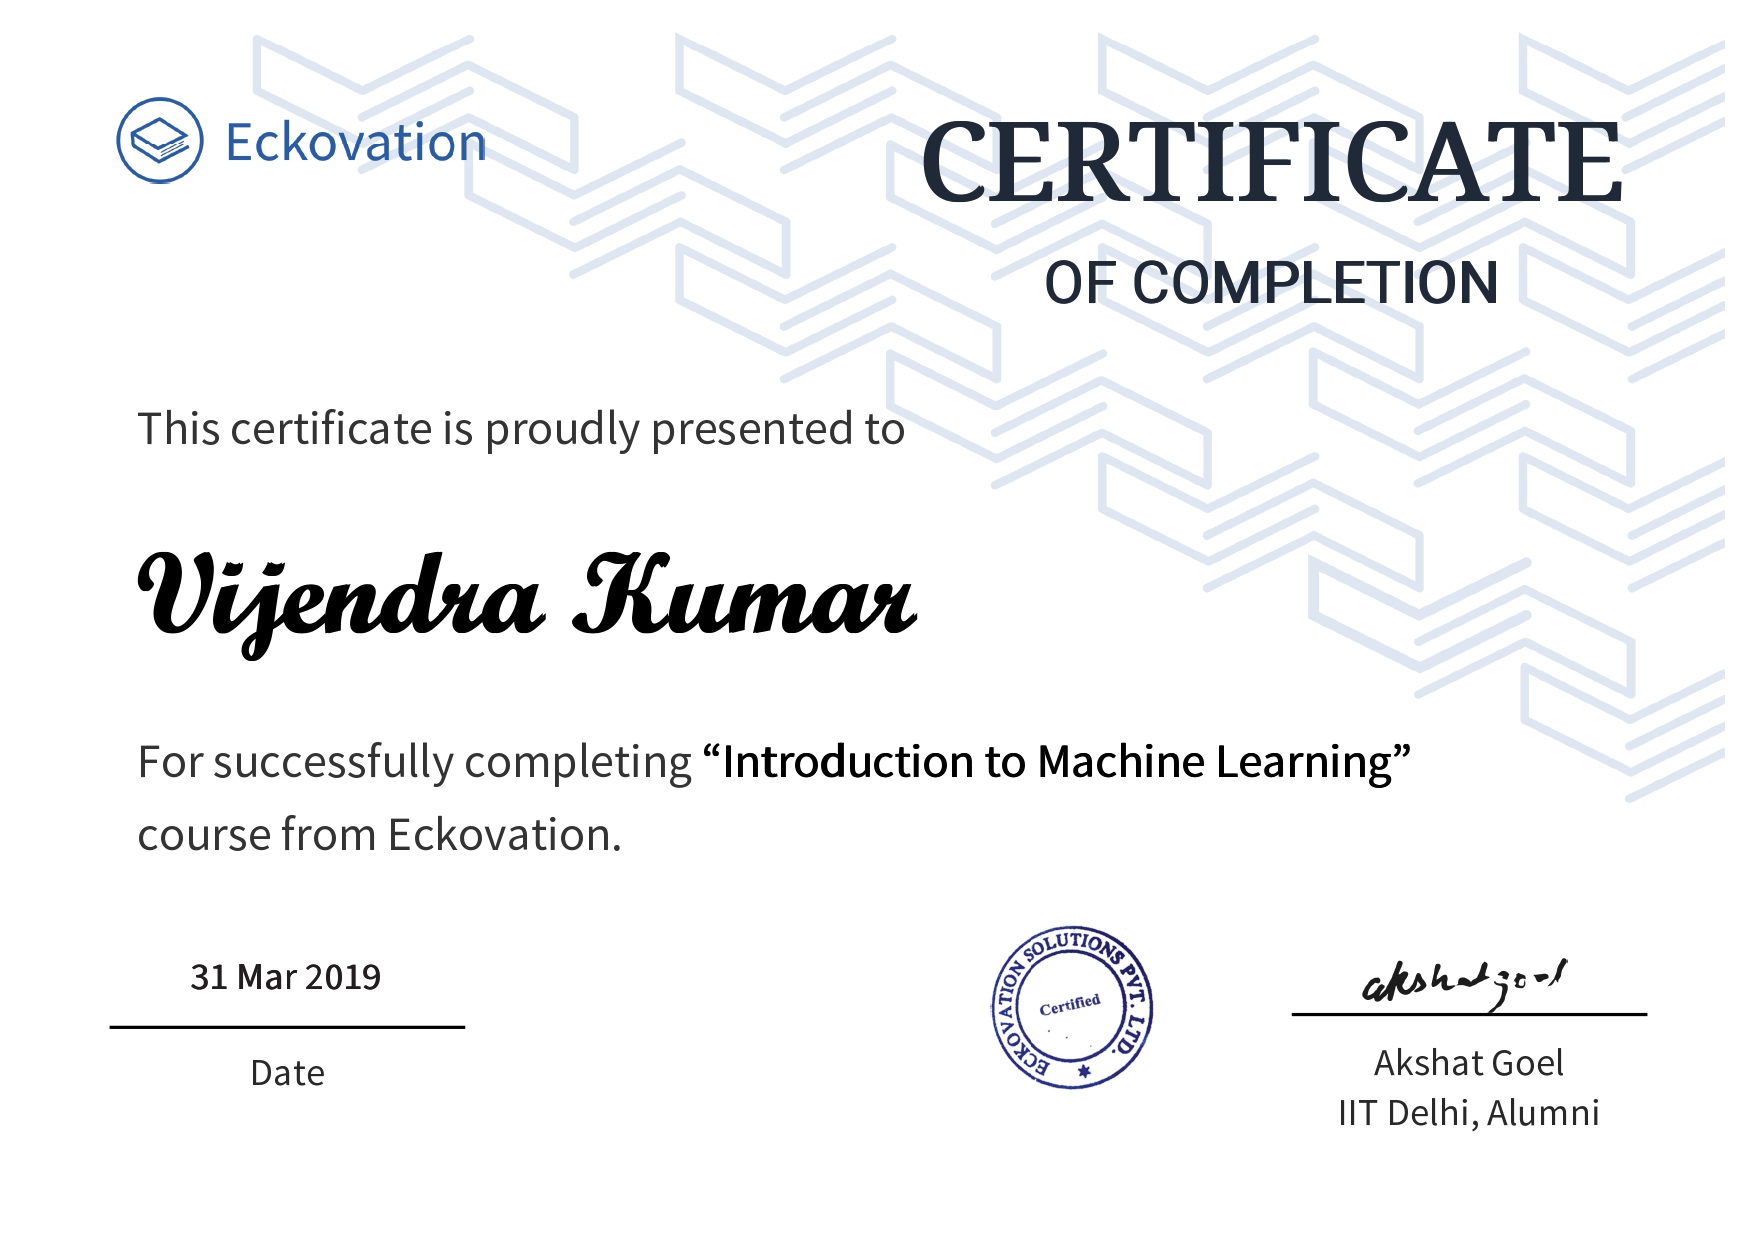 Eckovation
CERTIFICATE
OF COMPLETION
This certificate is proudly presented to
Vijendra Kumar
For successfully completing “Introduction to Machine Learning”
course from Eckovation.
31 Mar 2019
Date
ECKOVATION SOLUTIONS PVT. LTD.
Certified
akshat goel
Akshat Goel
IIT Delhi, Alumni